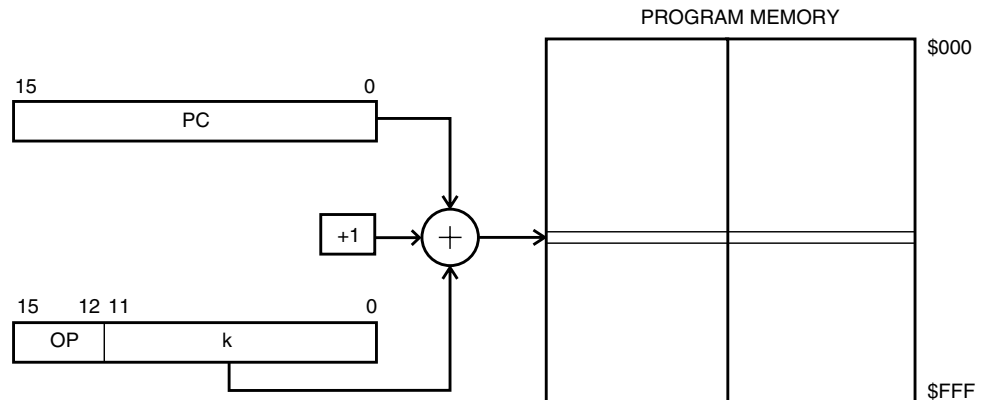 PROGRAM MEMORY
$000
15 0
PC
+1
+
15 12 11 0
OP k
$FFF